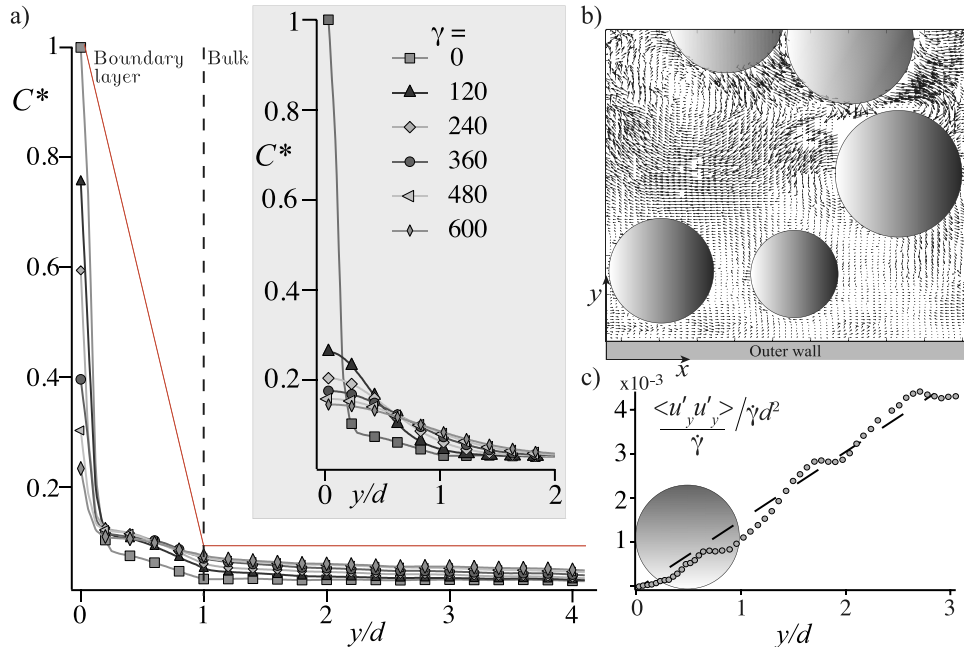 a)
Boundary
layer
Bulk
C*
1
0.8
0.6
0.4
0.2
0 1 2 3 4
y/d
γ =
0
120
240
360
480
600
C*
1
0.8
0.6
0.4
0.2
0 1 2
y/d
b)
y
x
Outer wall
c)
x10⁻³
<u'y u'y>/γ̇d²
γ̇
4
3
2
1
0
0 1 2 3
y/d